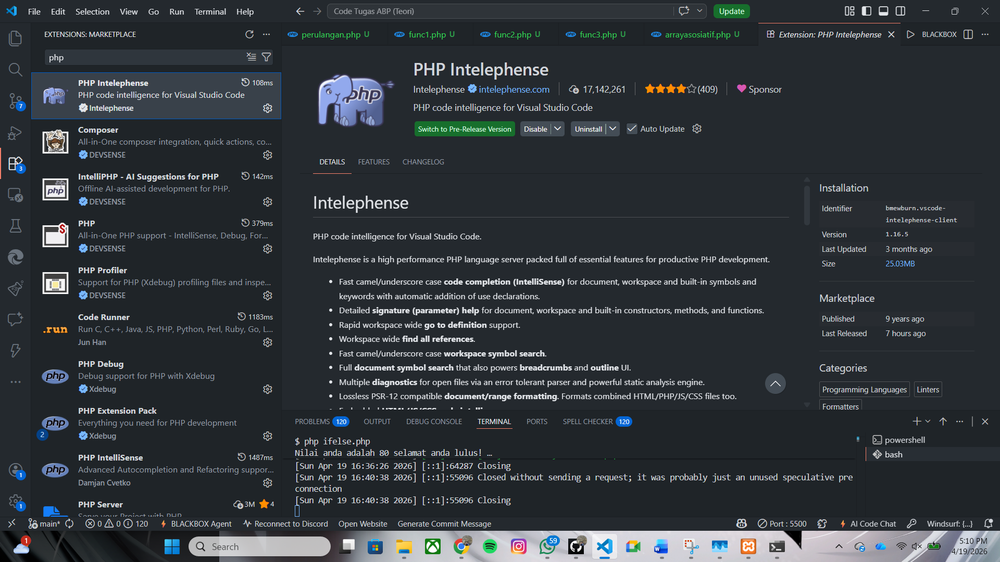 File Edit Selection View Go Run Terminal Help
Code Tugas ABP (Teori)
Update
EXTENSIONS: MARKETPLACE
php
PHP Intelephense 108ms
PHP code intelligence for Visual Studio Code
Intelephense
Composer
All-in-One composer integration, quick actions, co...
DEVSENSE
IntelliPHP - AI Suggestions for PHP 142ms
Offline AI-assisted development for PHP.
DEVSENSE
PHP 379ms
All-in-One PHP support - IntelliSense, Debug, For...
DEVSENSE
PHP Profiler
Support for PHP (Xdebug) profiling files and inspe...
DEVSENSE
Code Runner 1183ms
Run C, C++, Java, JS, PHP, Python, Perl, Ruby, Go, L...
Jun Han
PHP Debug
Debug support for PHP with Xdebug
Xdebug
PHP Extension Pack
Everything you need for PHP development
Xdebug
PHP IntelliSense 1487ms
Advanced Autocompletion and Refactoring suppor...
Damjan Cvetko
PHP Server 3M 4
Serve your Project with PHP
7
3
2
1
1
perulangan.php U
func1.php U
func2.php U
func3.php U
arrayasosiatif.php U
Extension: PHP Intelephense
BLACKBOX
PHP Intelephense
Intelephense intelephense.com 17,142,261 (409) Sponsor
PHP code intelligence for Visual Studio Code
Switch to Pre-Release Version Disable Uninstall Auto Update
DETAILS FEATURES CHANGELOG
Intelephense
PHP code intelligence for Visual Studio Code.
Intelephense is a high performance PHP language server packed full of essential features for productive PHP development.
• Fast camel/underscore case code completion (IntelliSense) for document, workspace and built-in symbols and
keywords with automatic addition of use declarations.
• Detailed signature (parameter) help for document, workspace and built-in constructors, methods, and functions.
• Rapid workspace wide go to definition support.
• Workspace wide find all references.
• Fast camel/underscore case workspace symbol search.
• Full document symbol search that also powers breadcrumbs and outline UI.
• Multiple diagnostics for open files via an error tolerant parser and powerful static analysis engine.
• Lossless PSR-12 compatible document/range formatting. Formats combined HTML/PHP/JS/CSS files too.
Installation
Identifier bmewburn.vscode-
intelephense-client
Version 1.16.5
Last Updated 3 months ago
Size 25.03MB
Marketplace
Published 9 years ago
Last Released 7 hours ago
Categories
Programming Languages Linters
Formatters
PROBLEMS 120 OUTPUT DEBUG CONSOLE TERMINAL PORTS SPELL CHECKER 120
$ php ifelse.php
Nilai anda adalah 80 selamat anda lulus! …
[Sun Apr 19 16:36:26 2026] [::1]:64287 Closing
[Sun Apr 19 16:40:38 2026] [::1]:55096 Closed without sending a request; it was probably just an unused speculative pre
connection
[Sun Apr 19 16:40:38 2026] [::1]:55096 Closing
powershell
bash
main* 0 0 120 BLACKBOX Agent Reconnect to Discord Open Website Generate Commit Message
Port : 5500 AI Code Chat Windsurf: {...}
1
Search
59
5:10 PM
4/19/2026